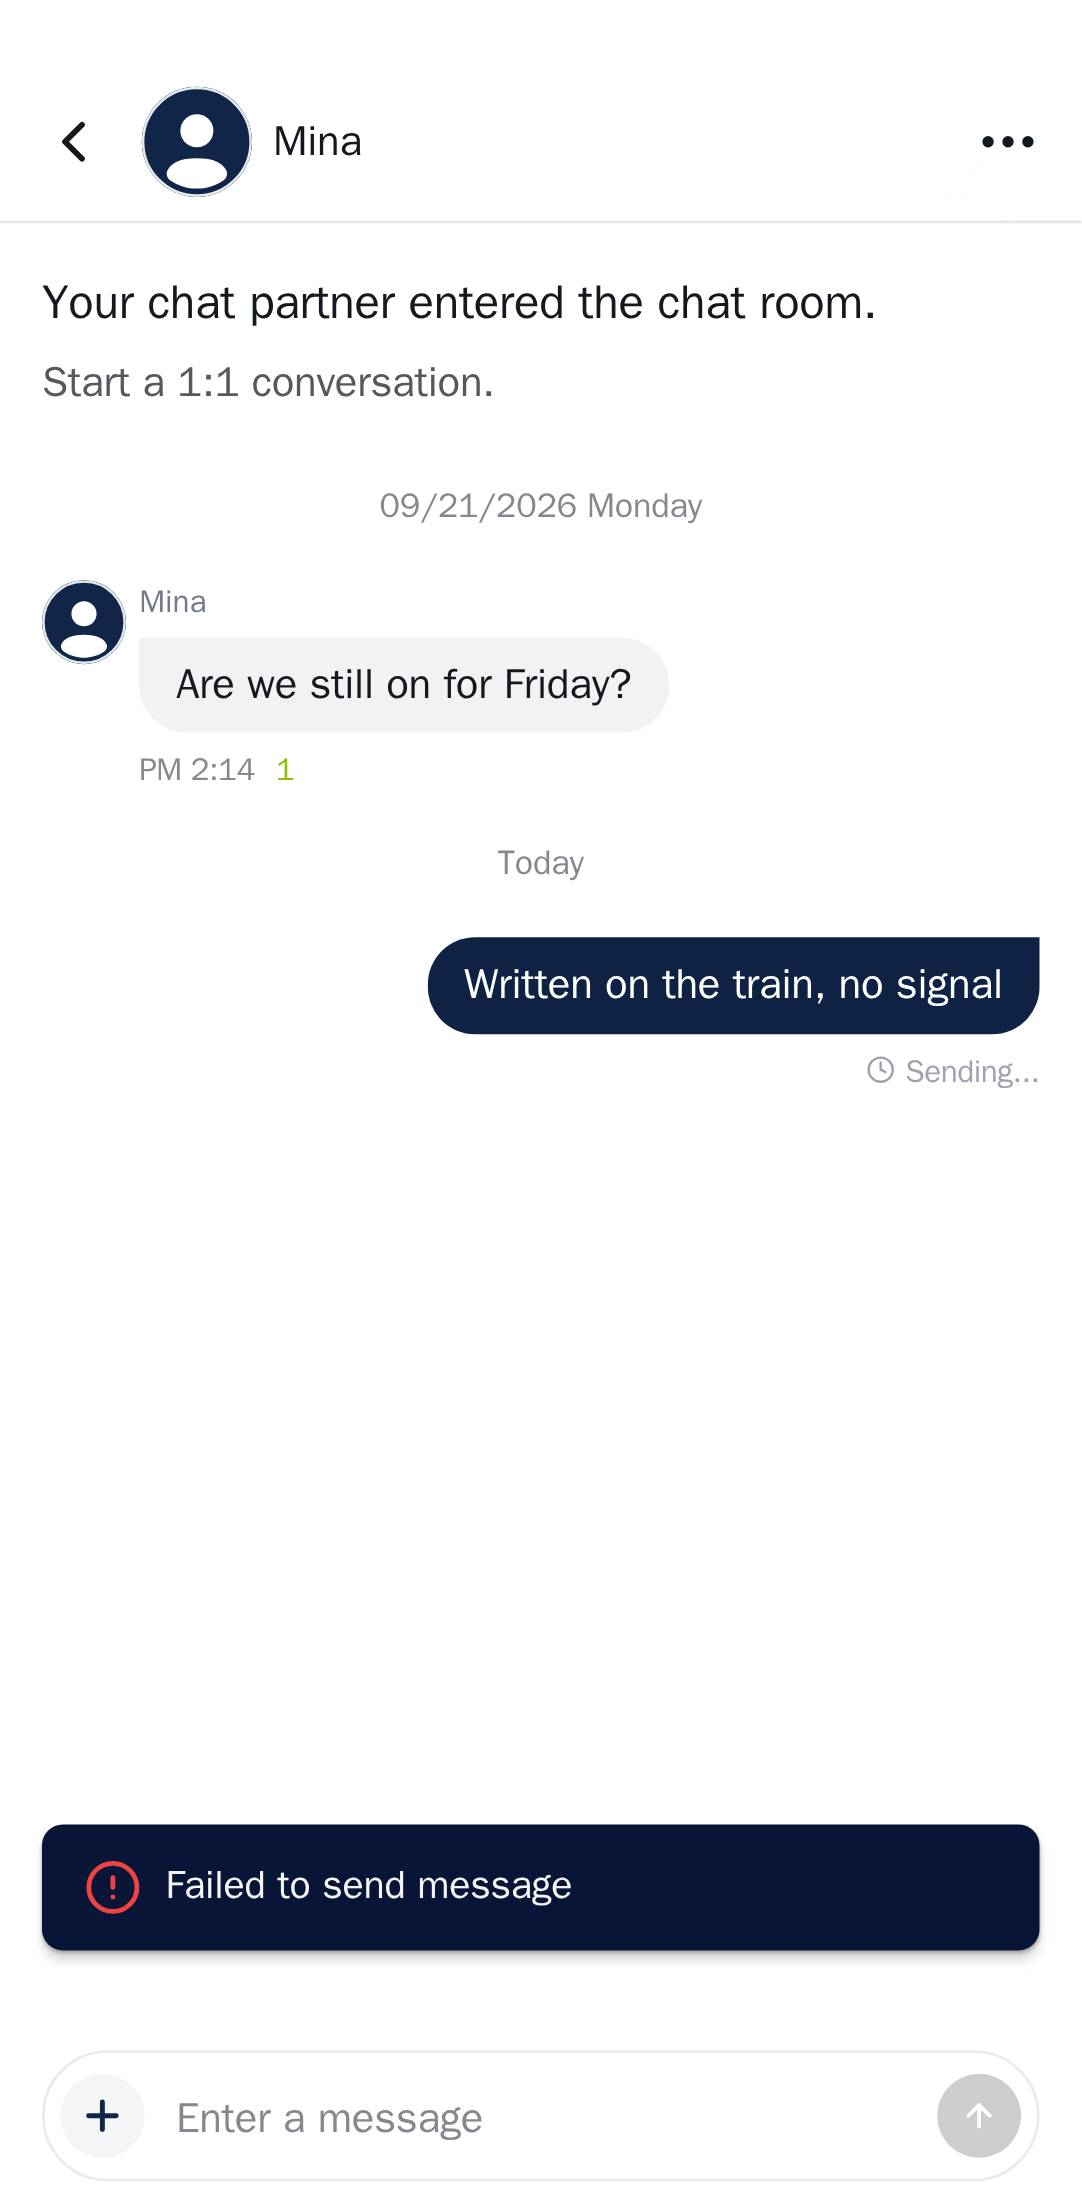 Mina
Your chat partner entered the chat room.
Start a 1:1 conversation.
09/21/2026 Monday
Mina
Are we still on for Friday?
PM 2:14 1
Today
Written on the train, no signal
Sending...
Failed to send message
Enter a message